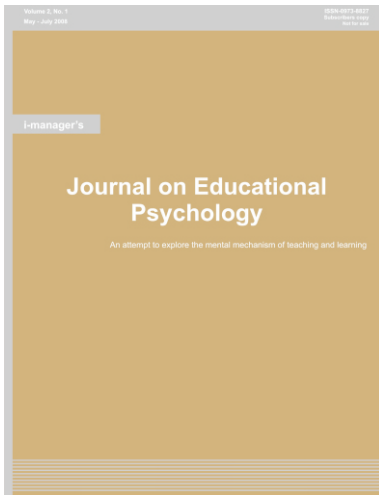 Volume 2, No. 1
May - July 2008
ISSN-0973-8827
Subscribers copy
Not for sale
i-manager's
Journal on Educational
Psychology
An attempt to explore the mental mechanism of teaching and learning